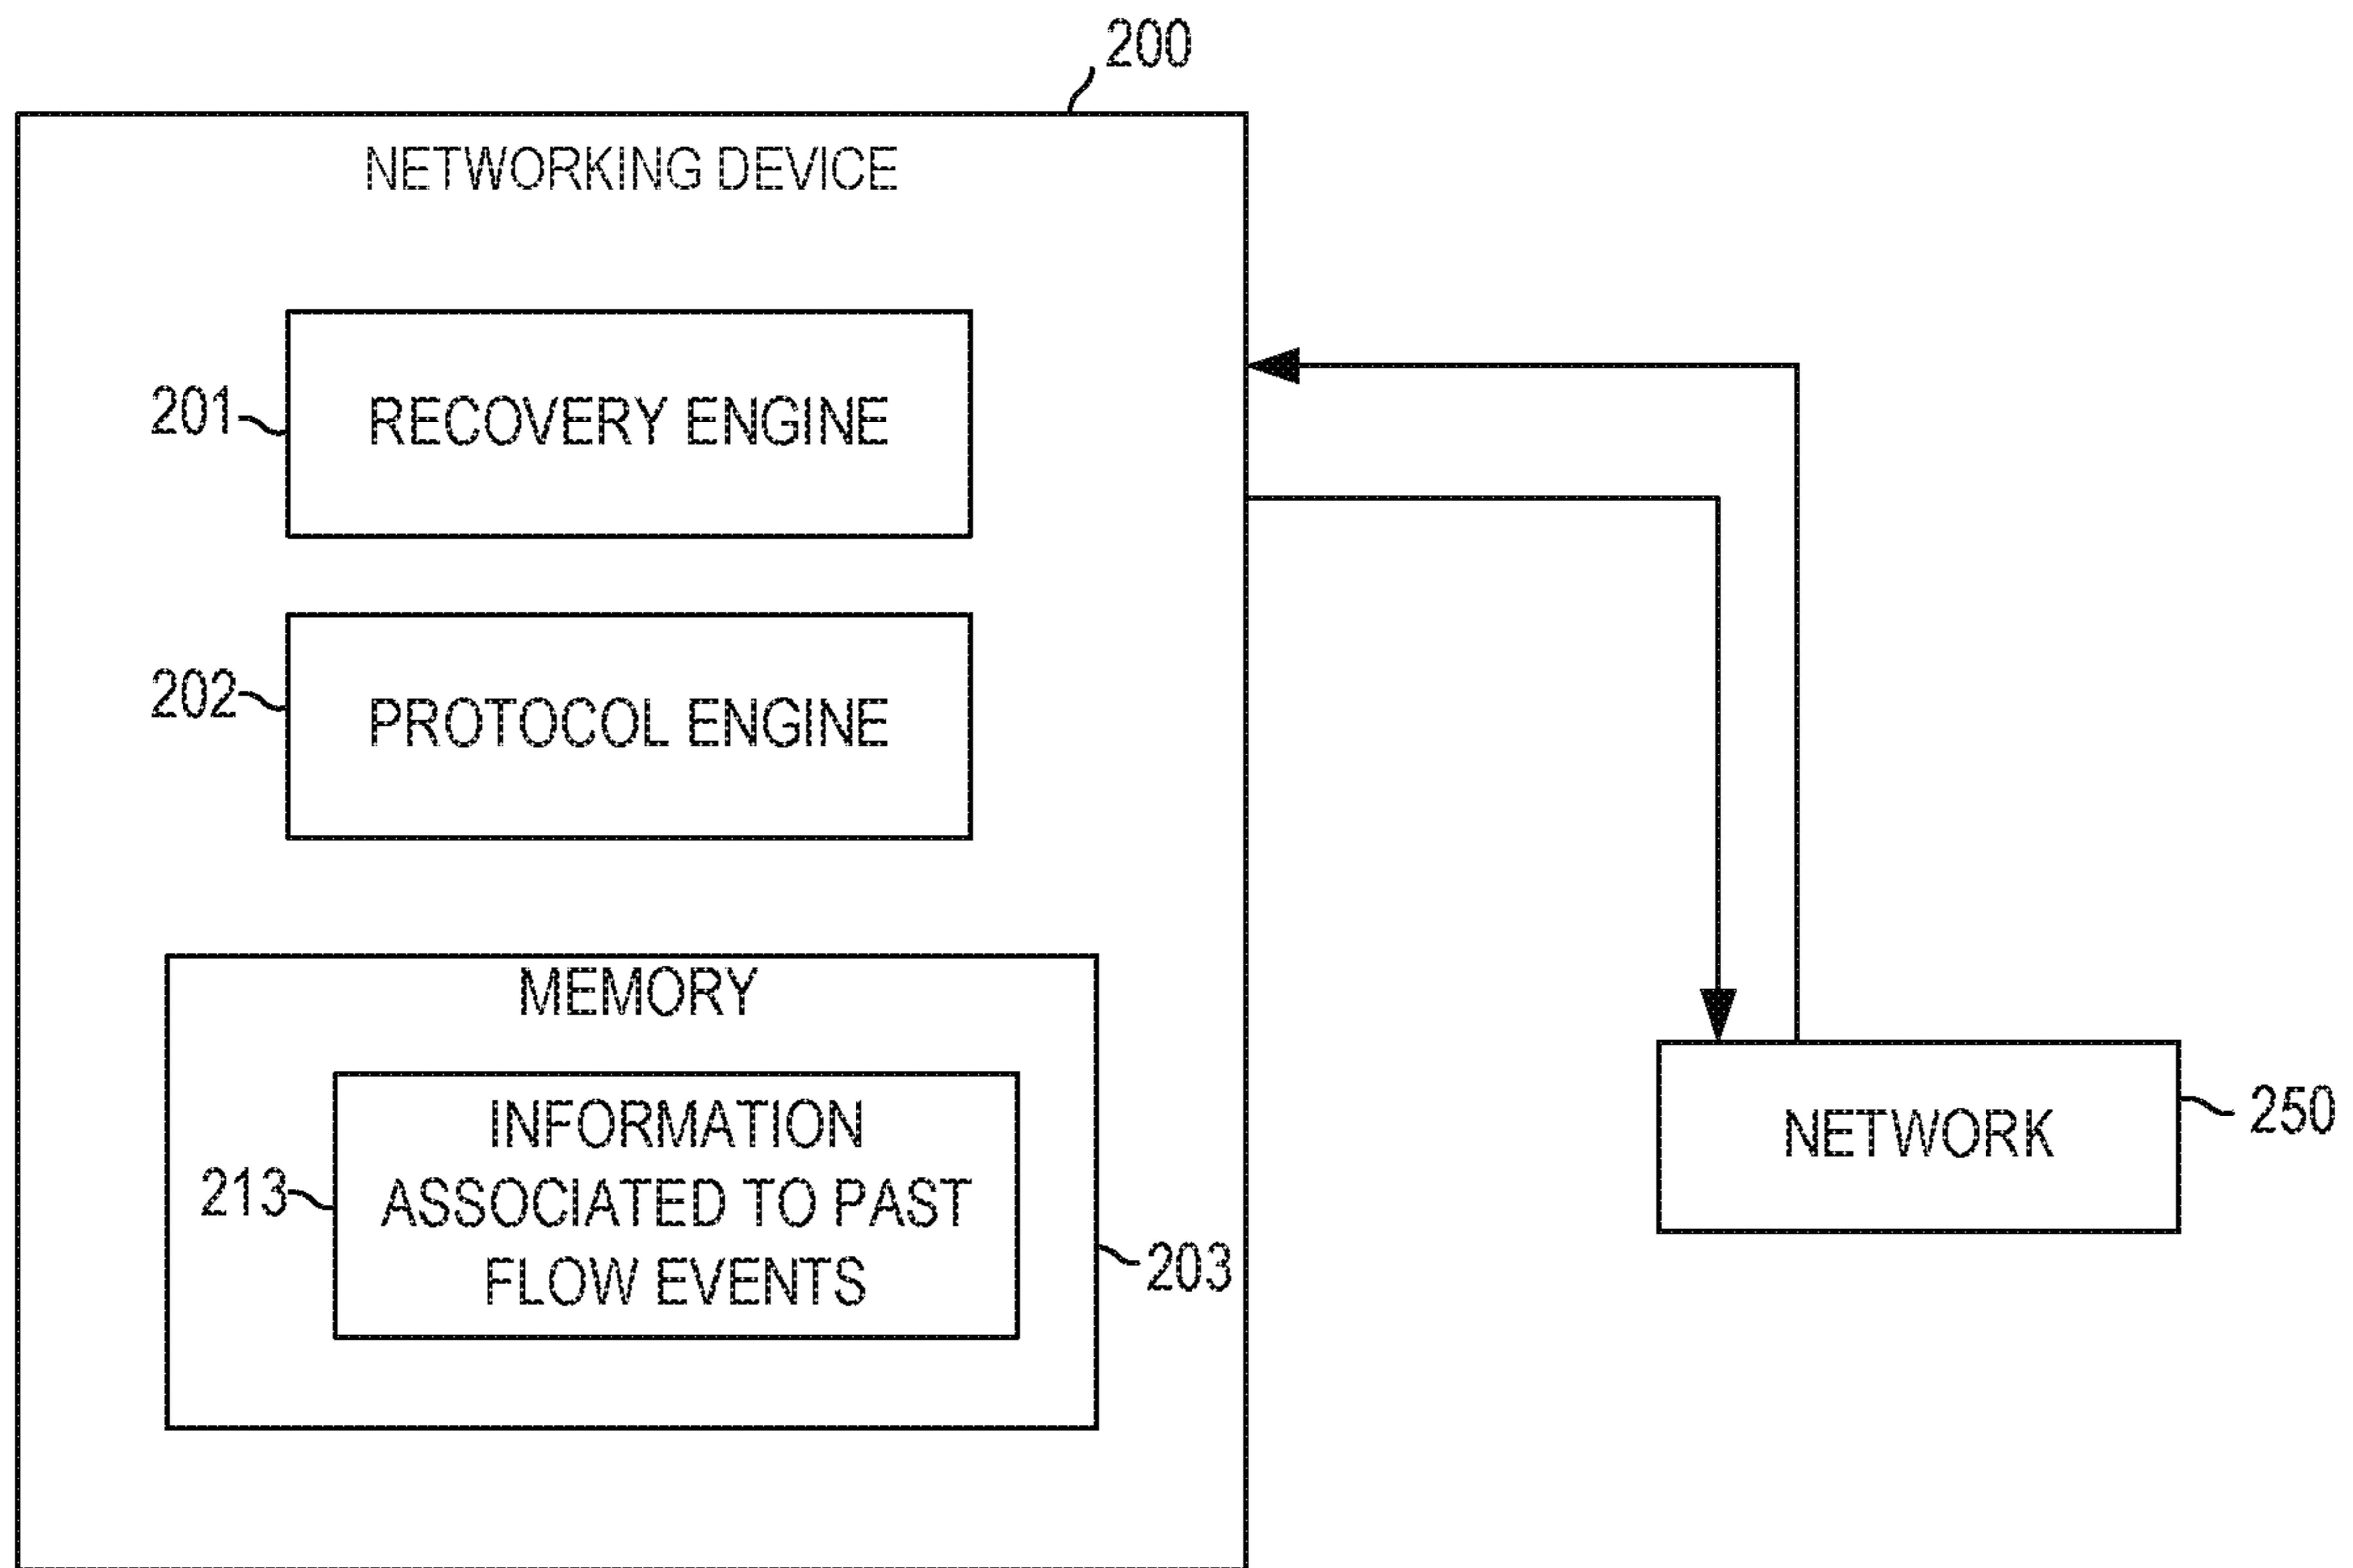 200
NETWORKING DEVICE
201
RECOVERY ENGINE
202
PROTOCOL ENGINE
MEMORY
213
INFORMATION
ASSOCIATED TO PAST
FLOW EVENTS
203
NETWORK
250